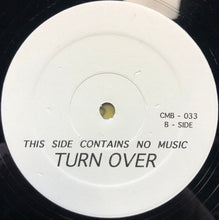 CMB - 033
B - SIDE
THIS SIDE CONTAINS NO MUSIC
TURN OVER